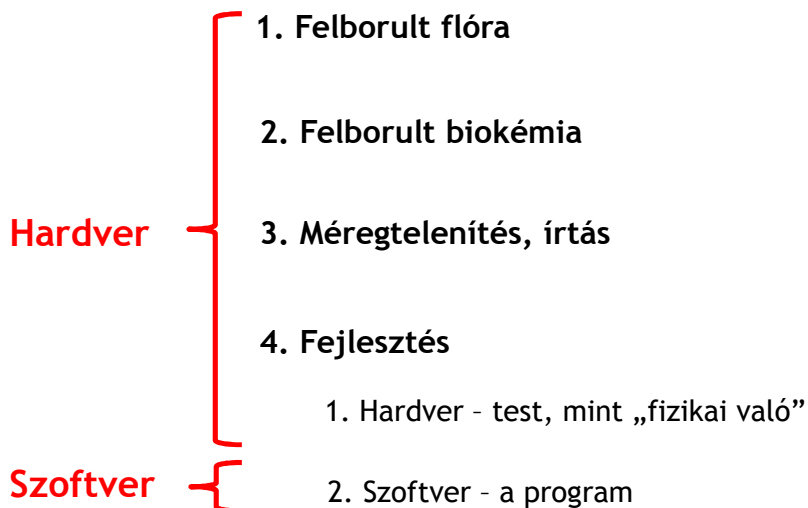 1. Felborult flóra
2. Felborult biokémia
Hardver
3. Méregtelenítés, írtás
4. Fejlesztés
1. Hardver – test, mint „fizikai való”
Szoftver
2. Szoftver – a program